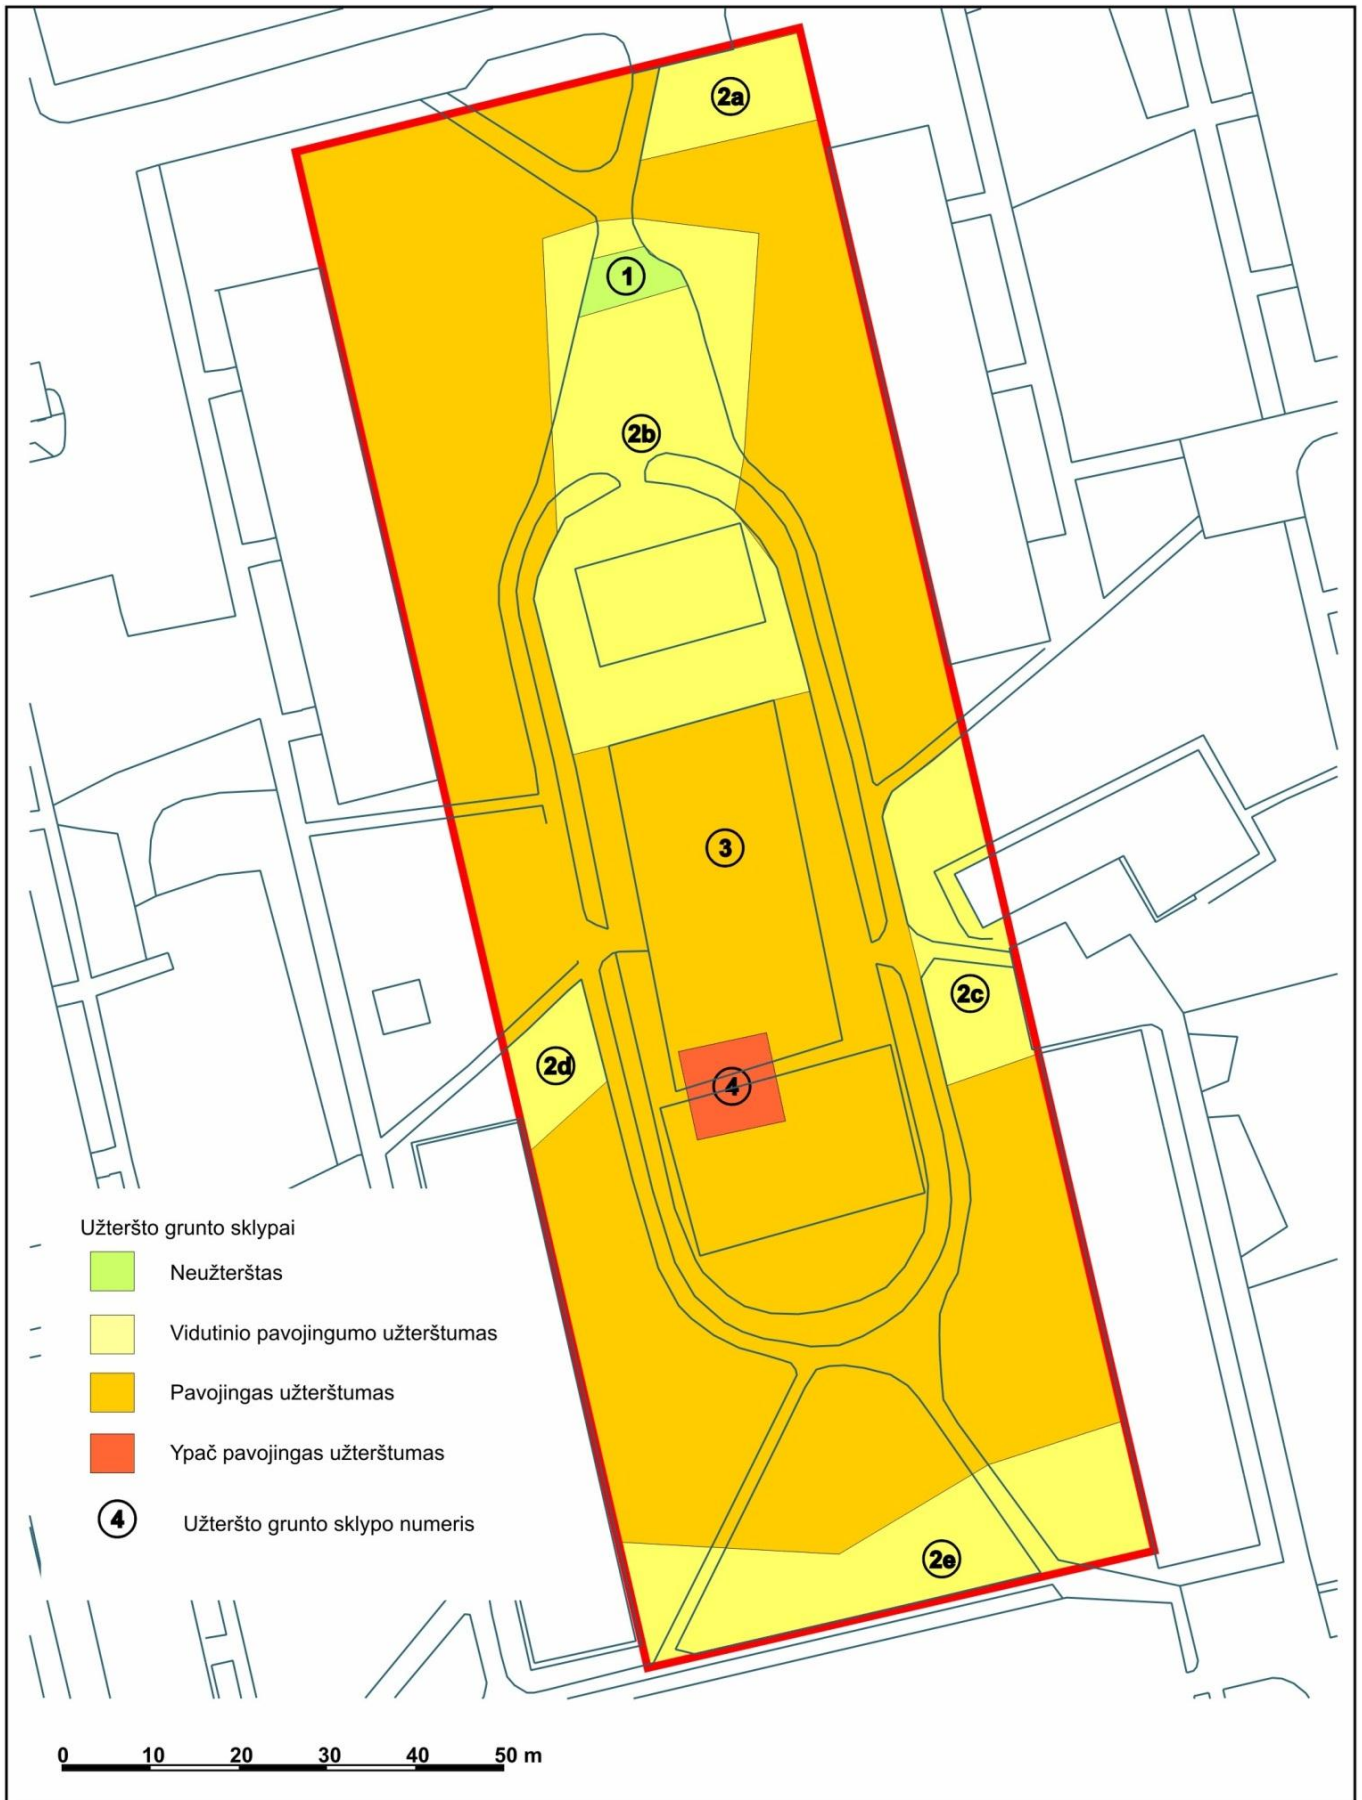 2a
1
2b
3
2c
2d
4
Užteršto grunto sklypai
Neužterštas
Vidutinio pavojingumo užterštumas
Pavojingas užterštumas
Ypač pavojingas užterštumas
4 Užteršto grunto sklypo numeris
2e
0 10 20 30 40 50 m